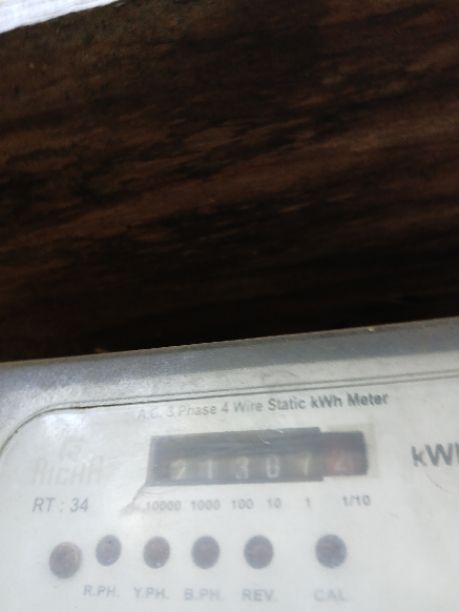 A.C. 3 Phase 4 Wire Static kWh Meter
RICHA
RT : 34
10000 1000 100 10 1 1/10
R.PH. Y.PH. B.PH. REV. CAL